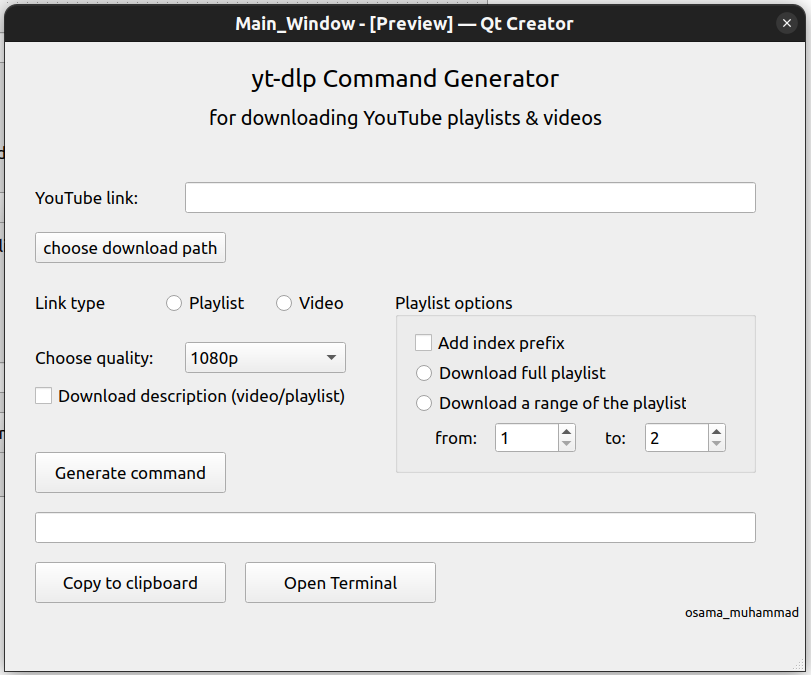 Main_Window - [Preview] — Qt Creator
yt-dlp Command Generator
for downloading YouTube playlists & videos
YouTube link:
choose download path
Link type
Playlist
Video
Choose quality:
1080p
Download description (video/playlist)
Playlist options
Add index prefix
Download full playlist
Download a range of the playlist
from: 1 to: 2
Generate command
Copy to clipboard
Open Terminal
osama_muhammad